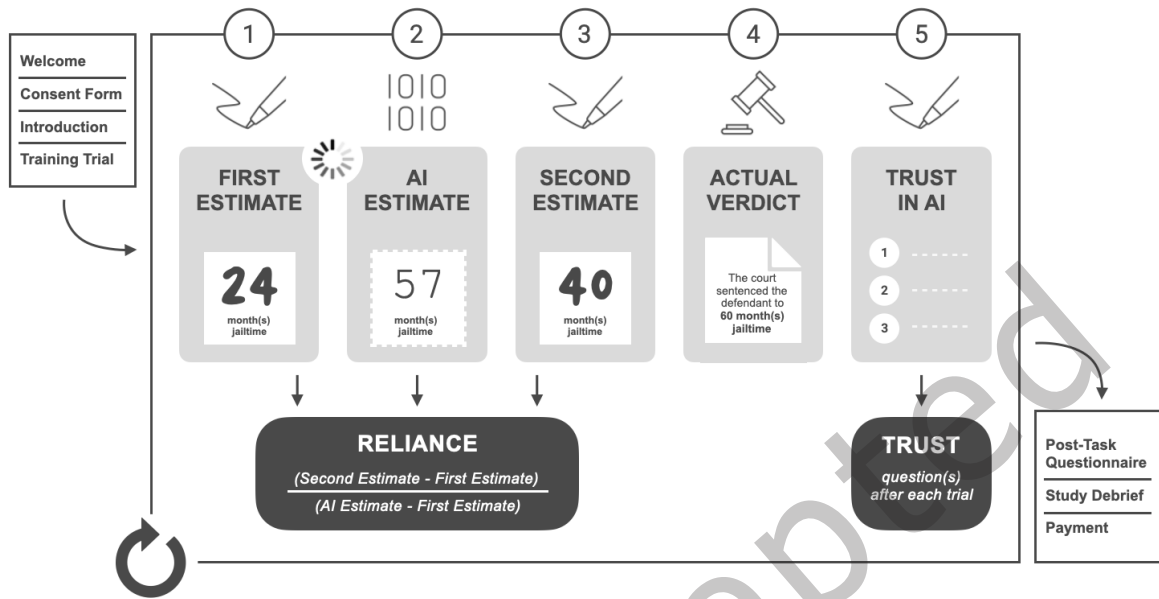 1
2
3
4
5
Welcome
Consent Form
Introduction
Training Trial
1010
1010
FIRST
ESTIMATE
24
month(s)
jailtime
AI
ESTIMATE
57
month(s)
jailtime
SECOND
ESTIMATE
40
month(s)
jailtime
ACTUAL
VERDICT
The court
sentenced the
defendant to
60 month(s)
jailtime
TRUST
IN AI
1
2
3
RELIANCE
(Second Estimate - First Estimate)
(AI Estimate - First Estimate)
TRUST
question(s)
after each trial
Post-Task
Questionnaire
Study Debrief
Payment
pted